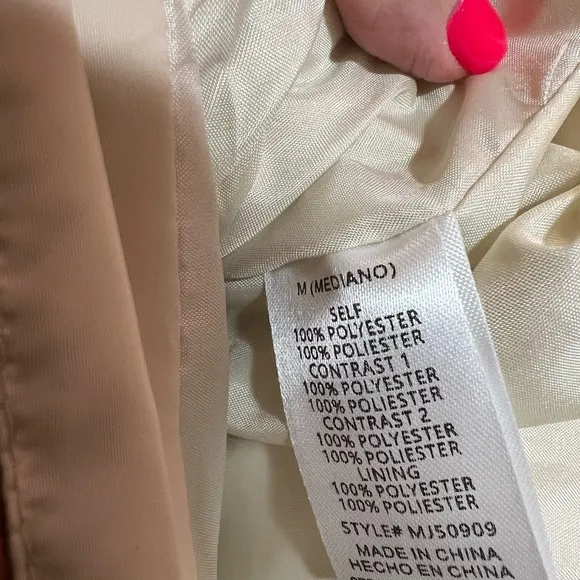 M (MEDIANO)
SELF
100% POLYESTER
100% POLIESTER
CONTRAST 1
100% POLYESTER
100% POLIESTER
CONTRAST 2
100% POLYESTER
100% POLIESTER
LINING
100% POLYESTER
100% POLIESTER
STYLE# MJ50909
MADE IN CHINA
HECHO EN CHINA